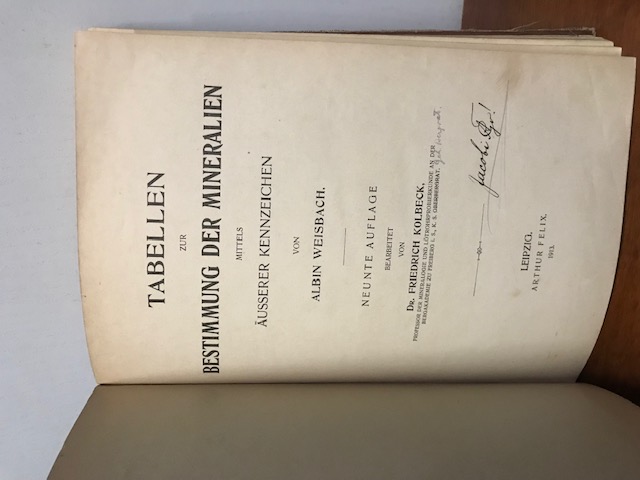 TABELLEN
ZUR
BESTIMMUNG DER MINERALIEN
MITTELS
ÄUSSERER KENNZEICHEN
VON
ALBIN WEISBACH.
NEUNTE AUFLAGE
BEARBEITET
VON
DR. FRIEDRICH KOLBECK,
PROFESSOR DER MINERALOGIE UND LÖTROHRPROBIERKUNDE AN DER
BERGAKADEMIE ZU FREIBERG I. S., K. S. OBERBERGRAT.
Jacobi
LEIPZIG,
ARTHUR FELIX.
1913.